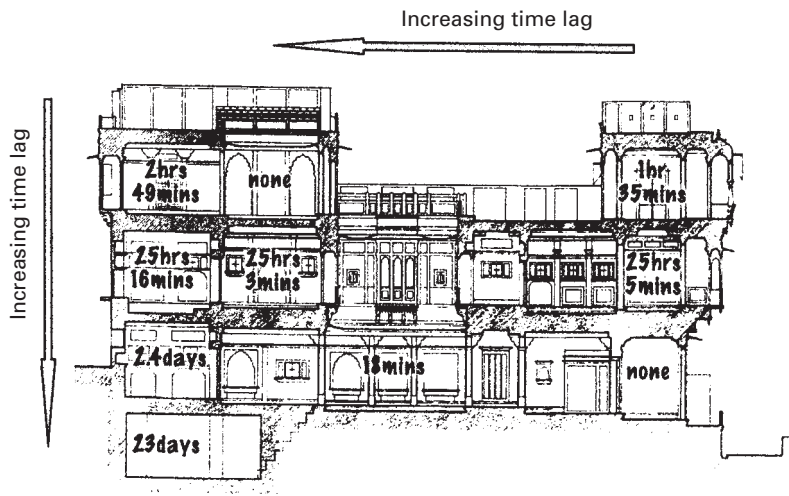 Increasing time lag
Increasing time lag
2hrs
49mins
none
1hr
35mins
25hrs
16mins
25hrs
3mins
25hrs
5mins
2.4days
18mins
none
23days